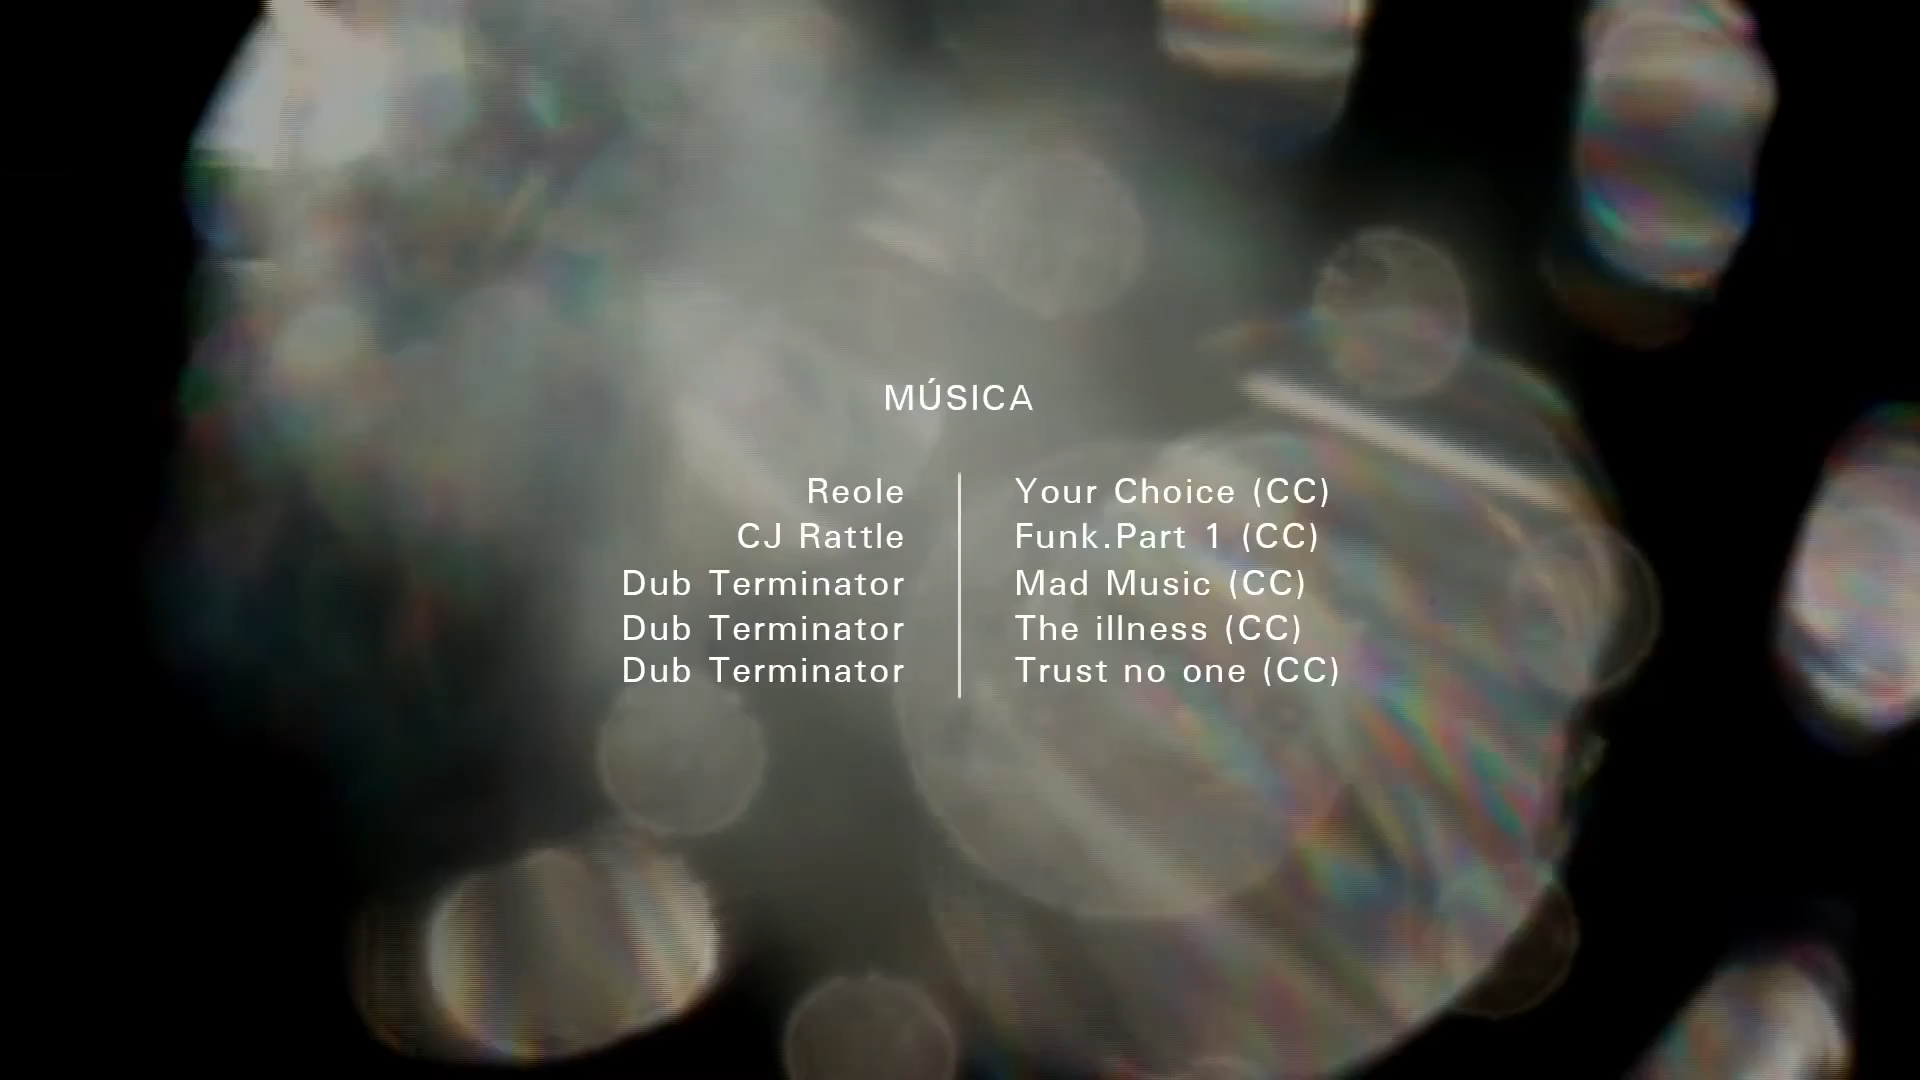 MÚSICA
Reole Your Choice (CC)
CJ Rattle Funk.Part 1 (CC)
Dub Terminator Mad Music (CC)
Dub Terminator The illness (CC)
Dub Terminator Trust no one (CC)